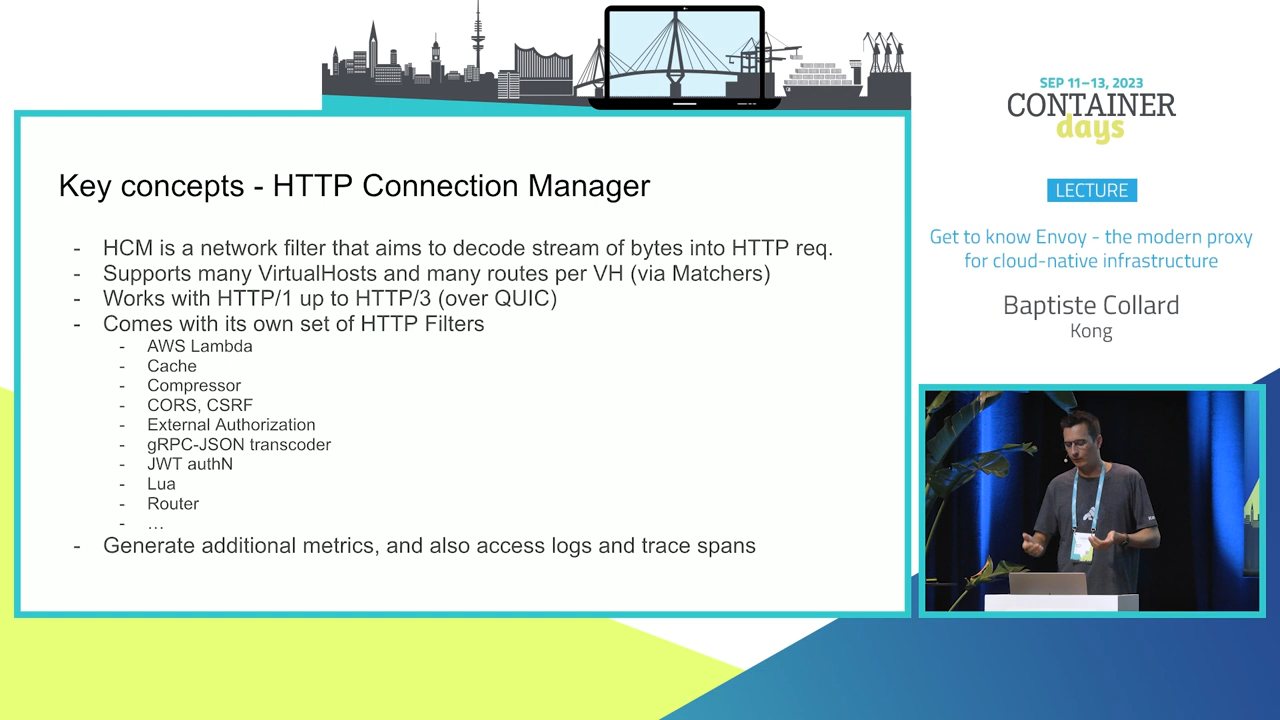 Key concepts - HTTP Connection Manager
- HCM is a network filter that aims to decode stream of bytes into HTTP req.
- Supports many VirtualHosts and many routes per VH (via Matchers)
- Works with HTTP/1 up to HTTP/3 (over QUIC)
- Comes with its own set of HTTP Filters
- AWS Lambda
- Cache
- Compressor
- CORS, CSRF
- External Authorization
- gRPC-JSON transcoder
- JWT authN
- Lua
- Router
- …
- Generate additional metrics, and also access logs and trace spans
SEP 11–13, 2023
CONTAINER
days
LECTURE
Get to know Envoy - the modern proxy
for cloud-native infrastructure
Baptiste Collard
Kong